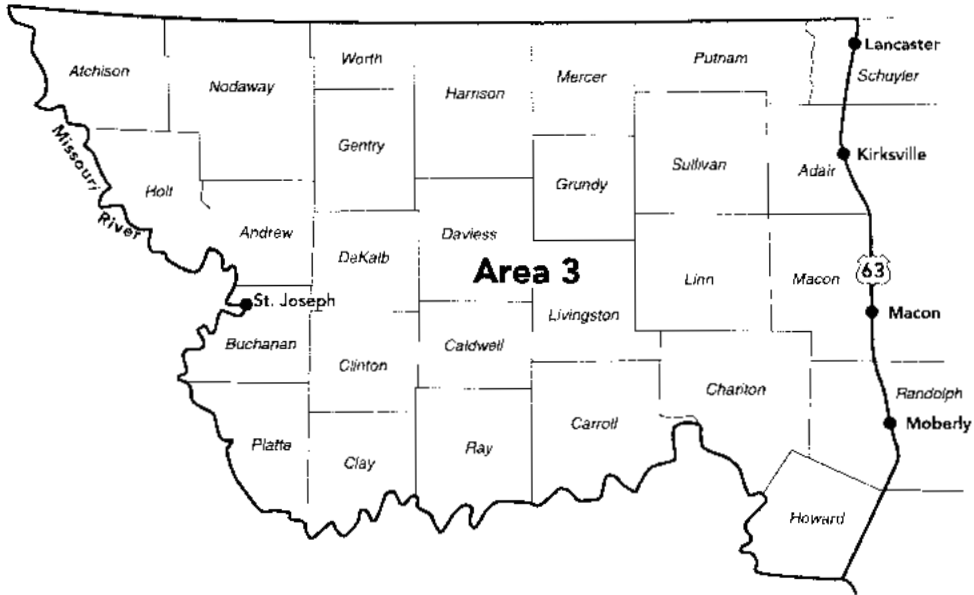 Lancaster
Worth
Putnam
Atchison
Mercer
Schuyler
Nodaway
Harrison
Gentry
Kirksville
Missouri
River
Sullivan
Adair
Grundy
Holt
Andrew
Daviess
DeKalb
Area 3
63
Linn
Macon
St. Joseph
Livingston
Macon
Buchanan
Caldwell
Clinton
Chariton
Randolph
Carroll
Moberly
Platte
Ray
Clay
Howard